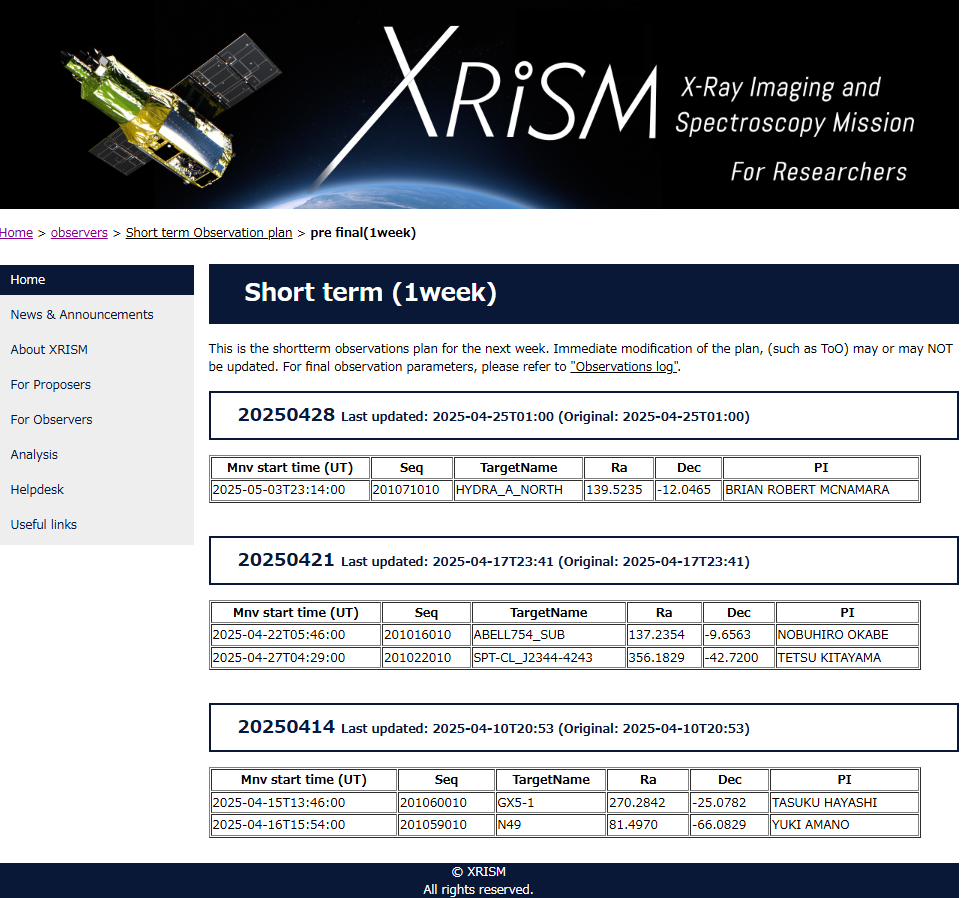 XRiSM
X-Ray Imaging and
Spectroscopy Mission
For Researchers
Home > observers > Short term Observation plan > pre final(1week)
Home
News & Announcements
About XRISM
For Proposers
For Observers
Analysis
Helpdesk
Useful links
Short term (1week)
This is the shortterm observations plan for the next week. Immediate modification of the plan, (such as ToO) may or may NOT
be updated. For final observation parameters, please refer to "Observations log".
20250428 Last updated: 2025-04-25T01:00 (Original: 2025-04-25T01:00)
Mnv start time (UT) Seq TargetName Ra Dec PI
2025-05-03T23:14:00 201071010 HYDRA_A_NORTH 139.5235 -12.0465 BRIAN ROBERT MCNAMARA
20250421 Last updated: 2025-04-17T23:41 (Original: 2025-04-17T23:41)
Mnv start time (UT) Seq TargetName Ra Dec PI
2025-04-22T05:46:00 201016010 ABELL754_SUB 137.2354 -9.6563 NOBUHIRO OKABE
2025-04-27T04:29:00 201022010 SPT-CL_J2344-4243 356.1829 -42.7200 TETSU KITAYAMA
20250414 Last updated: 2025-04-10T20:53 (Original: 2025-04-10T20:53)
Mnv start time (UT) Seq TargetName Ra Dec PI
2025-04-15T13:46:00 201060010 GX5-1 270.2842 -25.0782 TASUKU HAYASHI
2025-04-16T15:54:00 201059010 N49 81.4970 -66.0829 YUKI AMANO
© XRISM
All rights reserved.